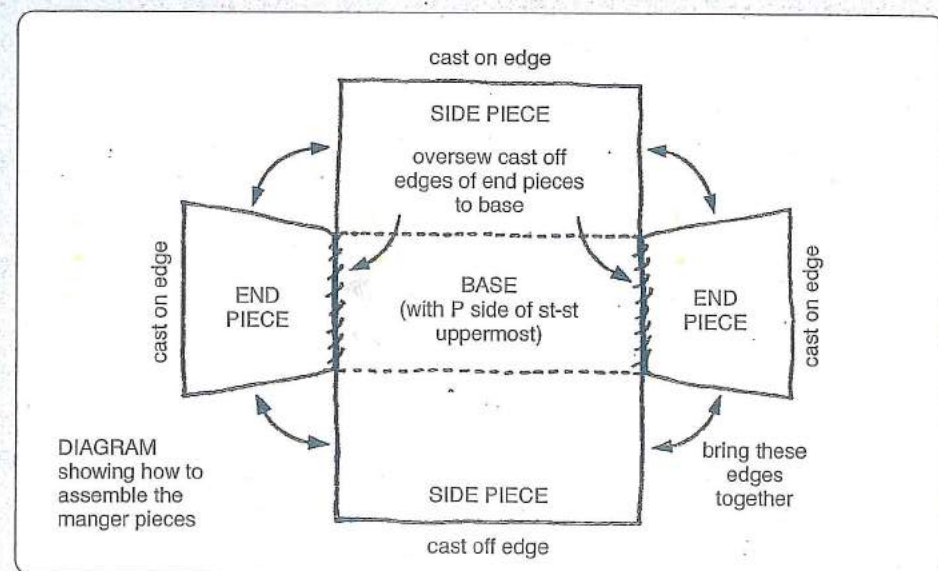 cast on edge
SIDE PIECE
oversew cast off
edges of end pieces
to base
cast on edge
END
PIECE
BASE
(with P side of st-st
uppermost)
END
PIECE
cast on edge
DIAGRAM
showing how to
assemble the
manger pieces
SIDE PIECE
bring these
edges
together
cast off edge